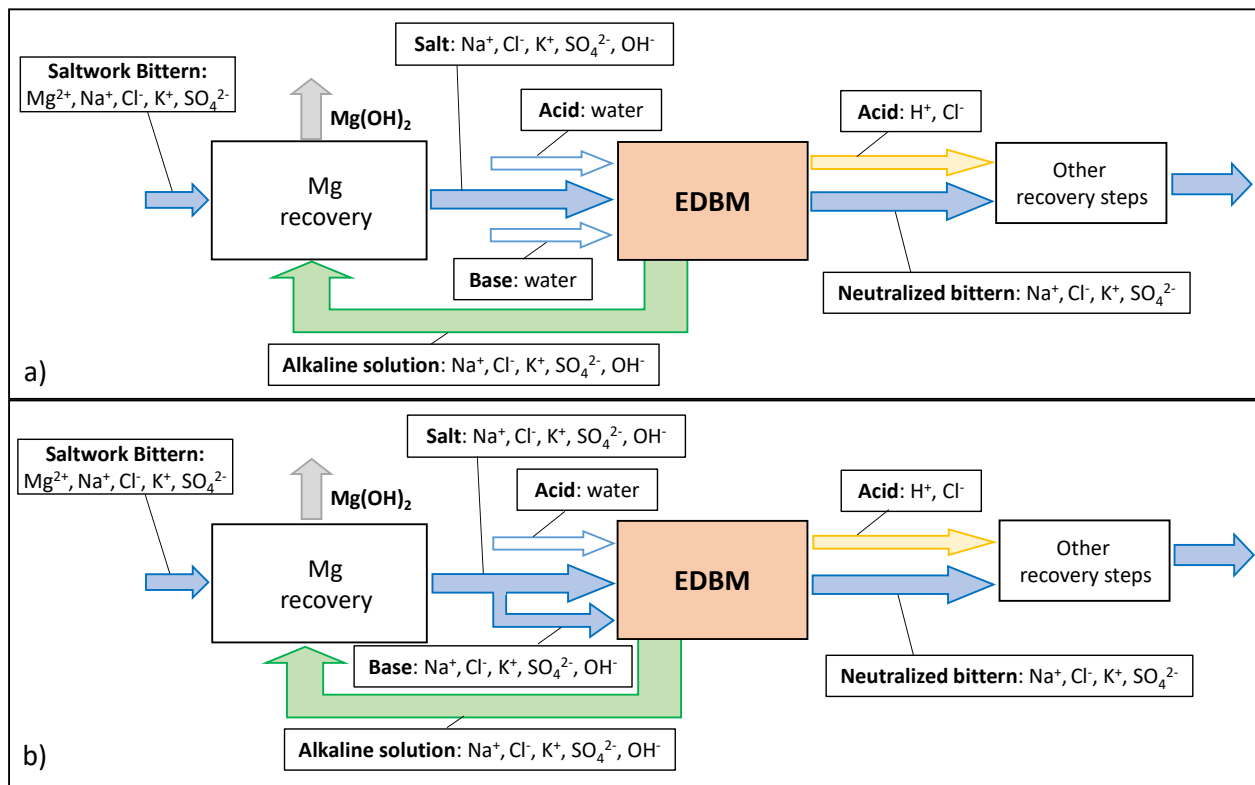 Saltwork Bittern:
Mg²⁺, Na⁺, Cl⁻, K⁺, SO₄²⁻
Mg(OH)₂
Salt: Na⁺, Cl⁻, K⁺, SO₄²⁻, OH⁻
Acid: water
Acid: H⁺, Cl⁻
Mg
recovery
EDBM
Other
recovery steps
Base: water
Neutralized bittern: Na⁺, Cl⁻, K⁺, SO₄²⁻
Alkaline solution: Na⁺, Cl⁻, K⁺, SO₄²⁻, OH⁻
a)
Saltwork Bittern:
Mg²⁺, Na⁺, Cl⁻, K⁺, SO₄²⁻
Mg(OH)₂
Salt: Na⁺, Cl⁻, K⁺, SO₄²⁻, OH⁻
Acid: water
Acid: H⁺, Cl⁻
Mg
recovery
EDBM
Other
recovery steps
Base: Na⁺, Cl⁻, K⁺, SO₄²⁻, OH⁻
Neutralized bittern: Na⁺, Cl⁻, K⁺, SO₄²⁻
Alkaline solution: Na⁺, Cl⁻, K⁺, SO₄²⁻, OH⁻
b)